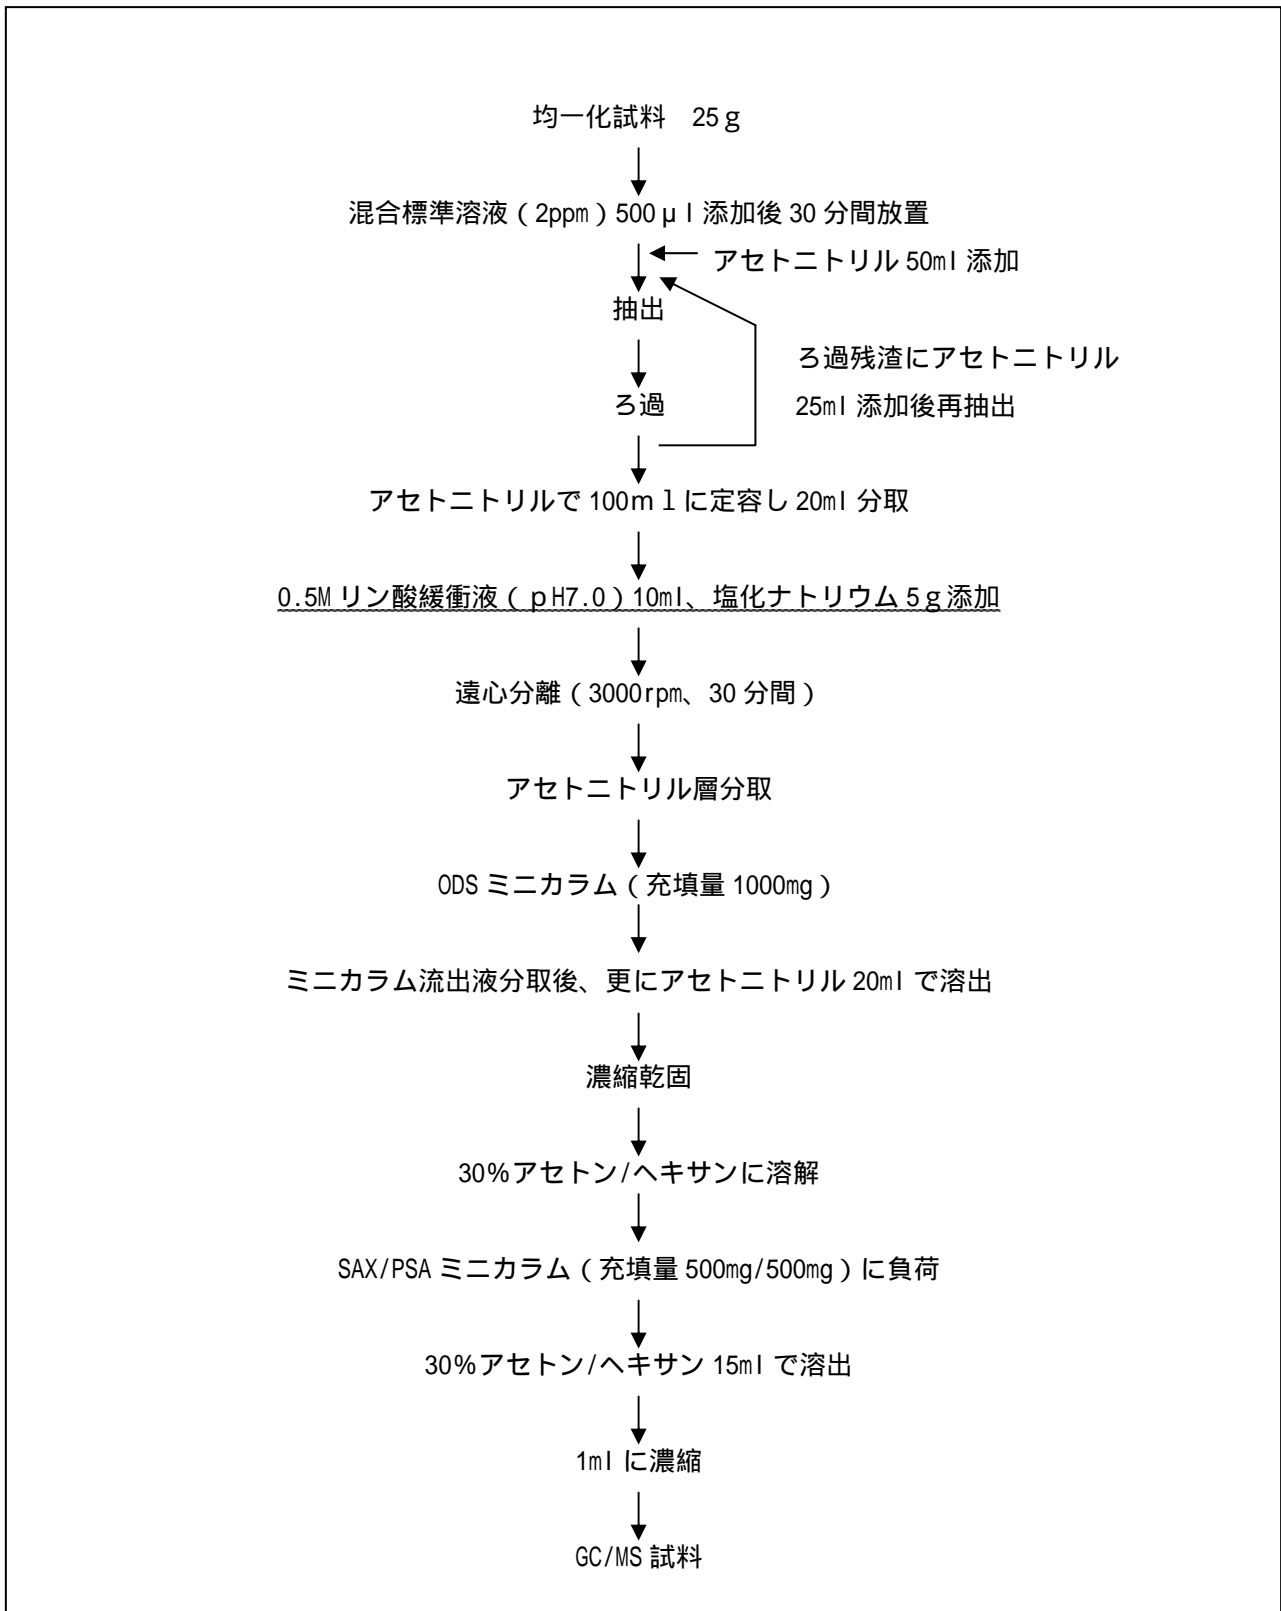 均一化試料　25ｇ
混合標準溶液（2ppm）500μl 添加後 30 分間放置
アセトニトリル 50ml 添加
抽出
ろ過残渣にアセトニトリル
25ml 添加後再抽出
ろ過
アセトニトリルで 100ｍｌに定容し 20ml 分取
0.5M リン酸緩衝液（ｐH7.0）10ml、塩化ナトリウム 5ｇ添加
遠心分離（3000rpm、30 分間）
アセトニトリル層分取
ODS ミニカラム（充填量 1000mg）
ミニカラム流出液分取後、更にアセトニトリル 20ml で溶出
濃縮乾固
30％アセトン/ヘキサンに溶解
SAX/PSA ミニカラム（充填量 500mg/500mg）に負荷
30％アセトン/ヘキサン 15ml で溶出
1ml に濃縮
GC/MS 試料